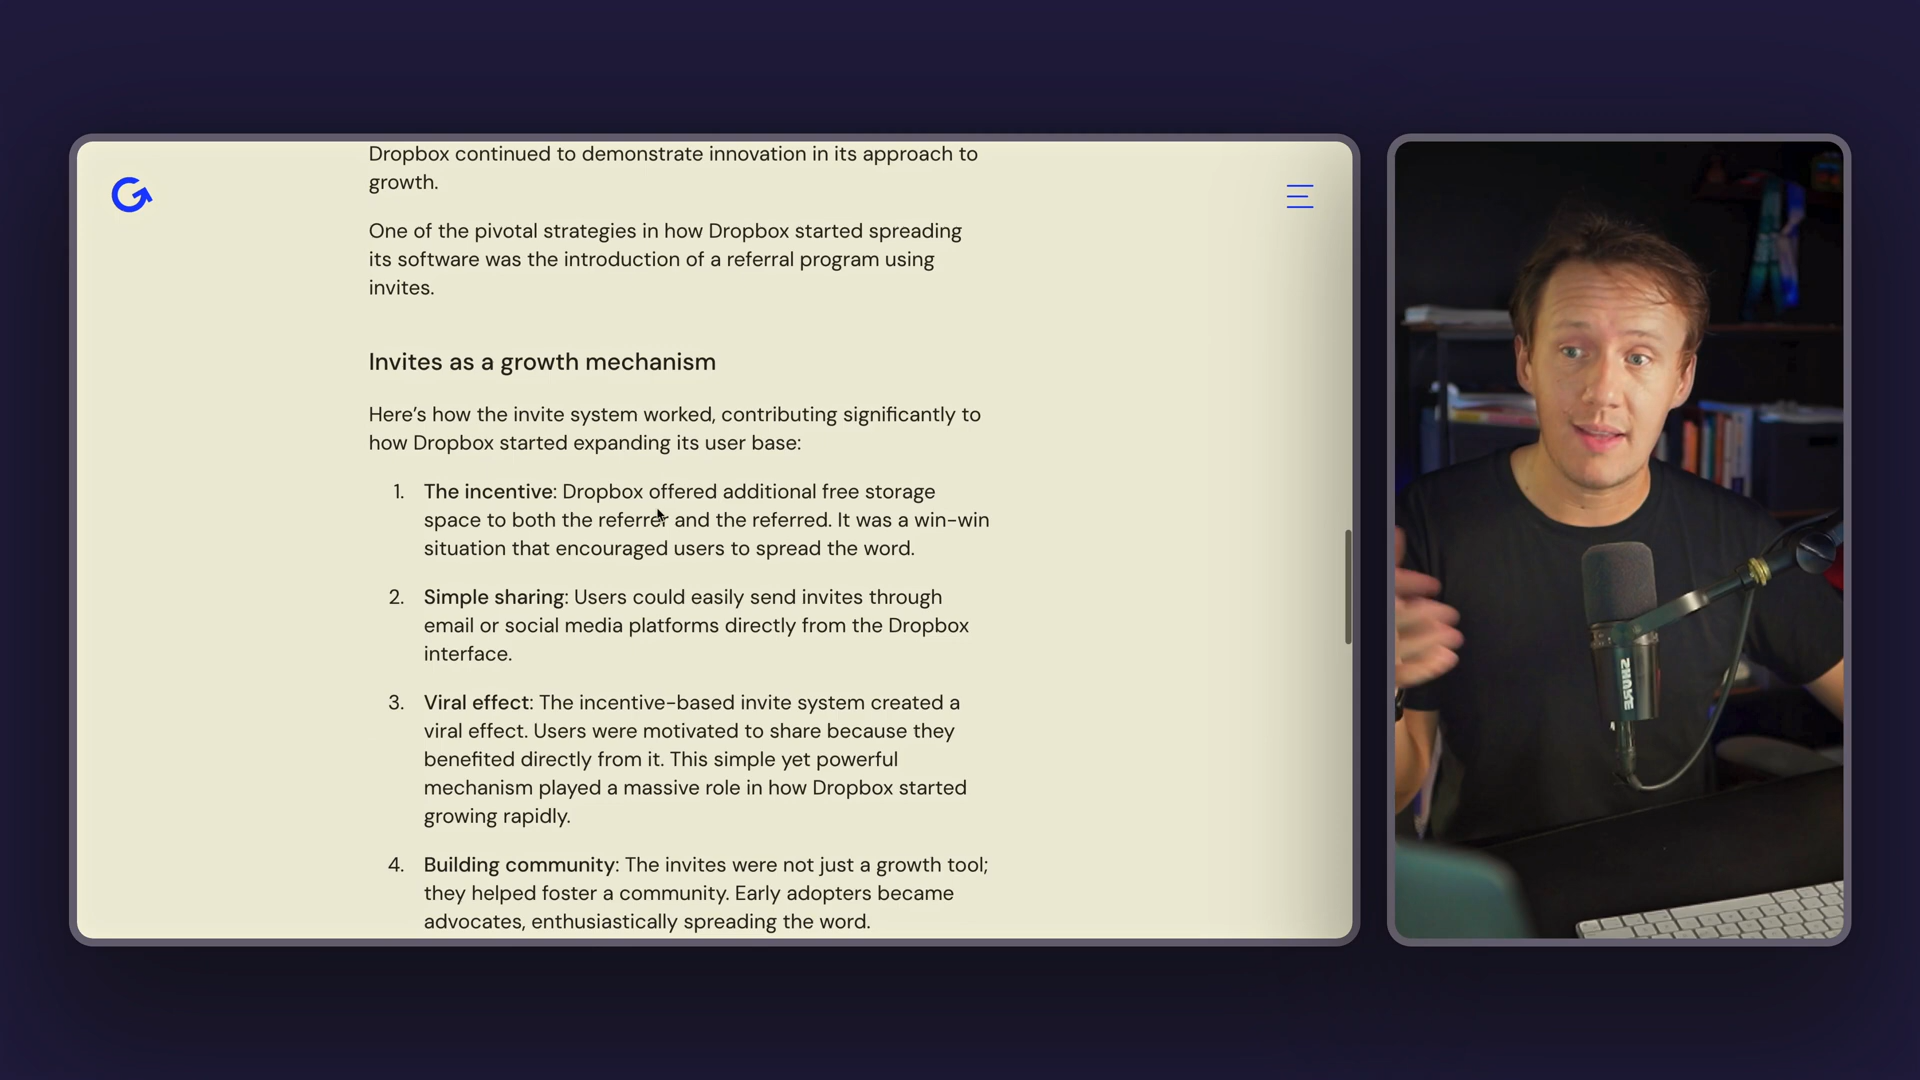 Dropbox continued to demonstrate innovation in its approach to
growth.
One of the pivotal strategies in how Dropbox started spreading
its software was the introduction of a referral program using
invites.
Invites as a growth mechanism
Here’s how the invite system worked, contributing significantly to
how Dropbox started expanding its user base:
1. The incentive: Dropbox offered additional free storage
space to both the referrer and the referred. It was a win-win
situation that encouraged users to spread the word.
2. Simple sharing: Users could easily send invites through
email or social media platforms directly from the Dropbox
interface.
3. Viral effect: The incentive-based invite system created a
viral effect. Users were motivated to share because they
benefited directly from it. This simple yet powerful
mechanism played a massive role in how Dropbox started
growing rapidly.
4. Building community: The invites were not just a growth tool;
they helped foster a community. Early adopters became
advocates, enthusiastically spreading the word.
SHURE